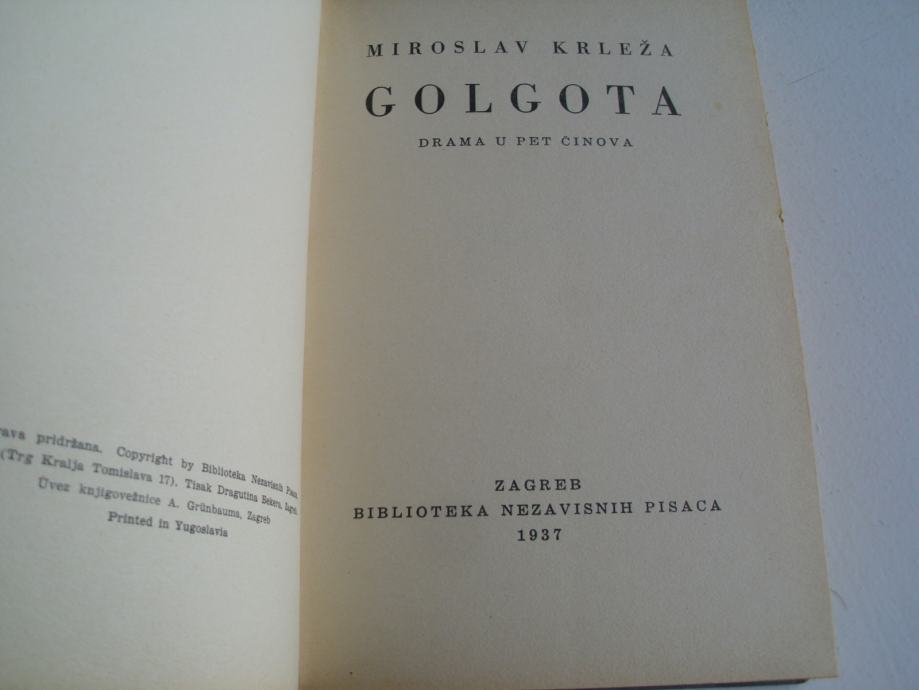 pridržana. Copyright by Biblioteka Nezavisnih Pisaca,
(Trg Kralja Tomislava 17). Tisak Dragutina Bekera, Zagreb.
Uvez knjigovežnice A. Grünbauma, Zagreb
Printed in Yugoslavia
MIROSLAV KRLEŽA
GOLGOTA
DRAMA U PET ČINOVA
ZAGREB
BIBLIOTEKA NEZAVISNIH PISACA
1937